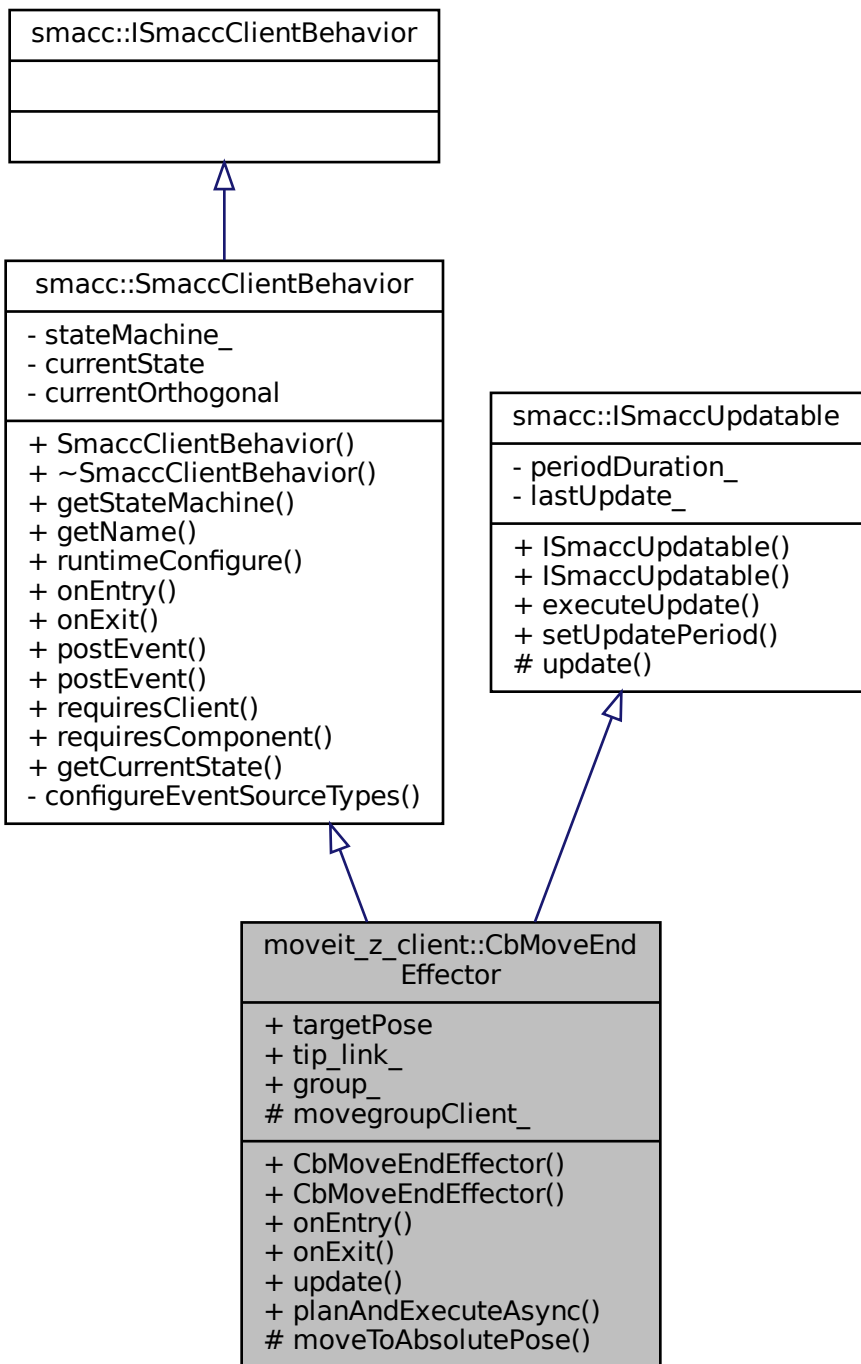 smacc::ISmaccClientBehavior
smacc::SmaccClientBehavior
- stateMachine_
- currentState
- currentOrthogonal
+ SmaccClientBehavior()
+ ~SmaccClientBehavior()
+ getStateMachine()
+ getName()
+ runtimeConfigure()
+ onEntry()
+ onExit()
+ postEvent()
+ postEvent()
+ requiresClient()
+ requiresComponent()
+ getCurrentState()
- configureEventSourceTypes()
smacc::ISmaccUpdatable
- periodDuration_
- lastUpdate_
+ ISmaccUpdatable()
+ ISmaccUpdatable()
+ executeUpdate()
+ setUpdatePeriod()
# update()
moveit_z_client::CbMoveEnd
Effector
+ targetPose
+ tip_link_
+ group_
# movegroupClient_
+ CbMoveEndEffector()
+ CbMoveEndEffector()
+ onEntry()
+ onExit()
+ update()
+ planAndExecuteAsync()
# moveToAbsolutePose()